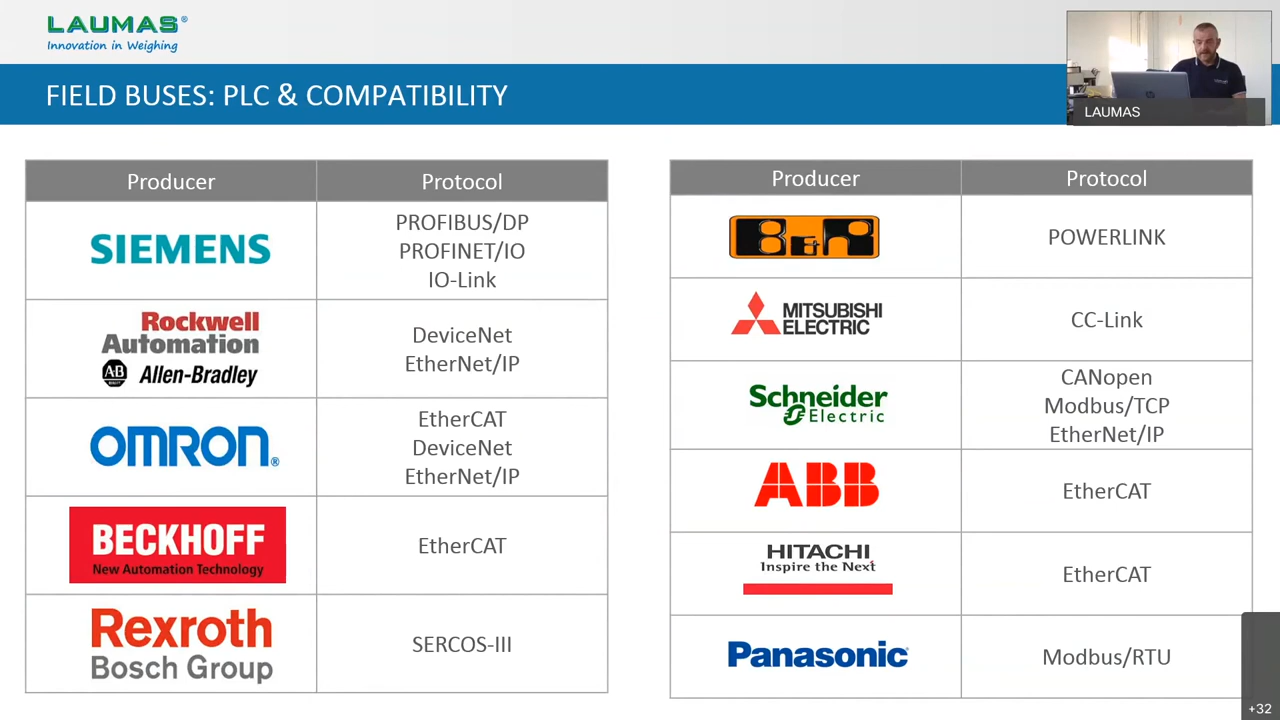 LAUMAS®
Innovation in Weighing
FIELD BUSES: PLC & COMPATIBILITY
LAUMAS
Producer Protocol
SIEMENS
PROFIBUS/DP
PROFINET/IO
IO-Link
Rockwell
Automation
A-B Allen-Bradley
DeviceNet
EtherNet/IP
OMRON®
EtherCAT
DeviceNet
EtherNet/IP
BECKHOFF
New Automation Technology
EtherCAT
Rexroth
Bosch Group
SERCOS-III
Producer Protocol
B&R
POWERLINK
MITSUBISHI
ELECTRIC
CC-Link
Schneider
Electric
CANopen
Modbus/TCP
EtherNet/IP
ABB
EtherCAT
HITACHI
Inspire the Next
EtherCAT
Panasonic
Modbus/RTU
+32